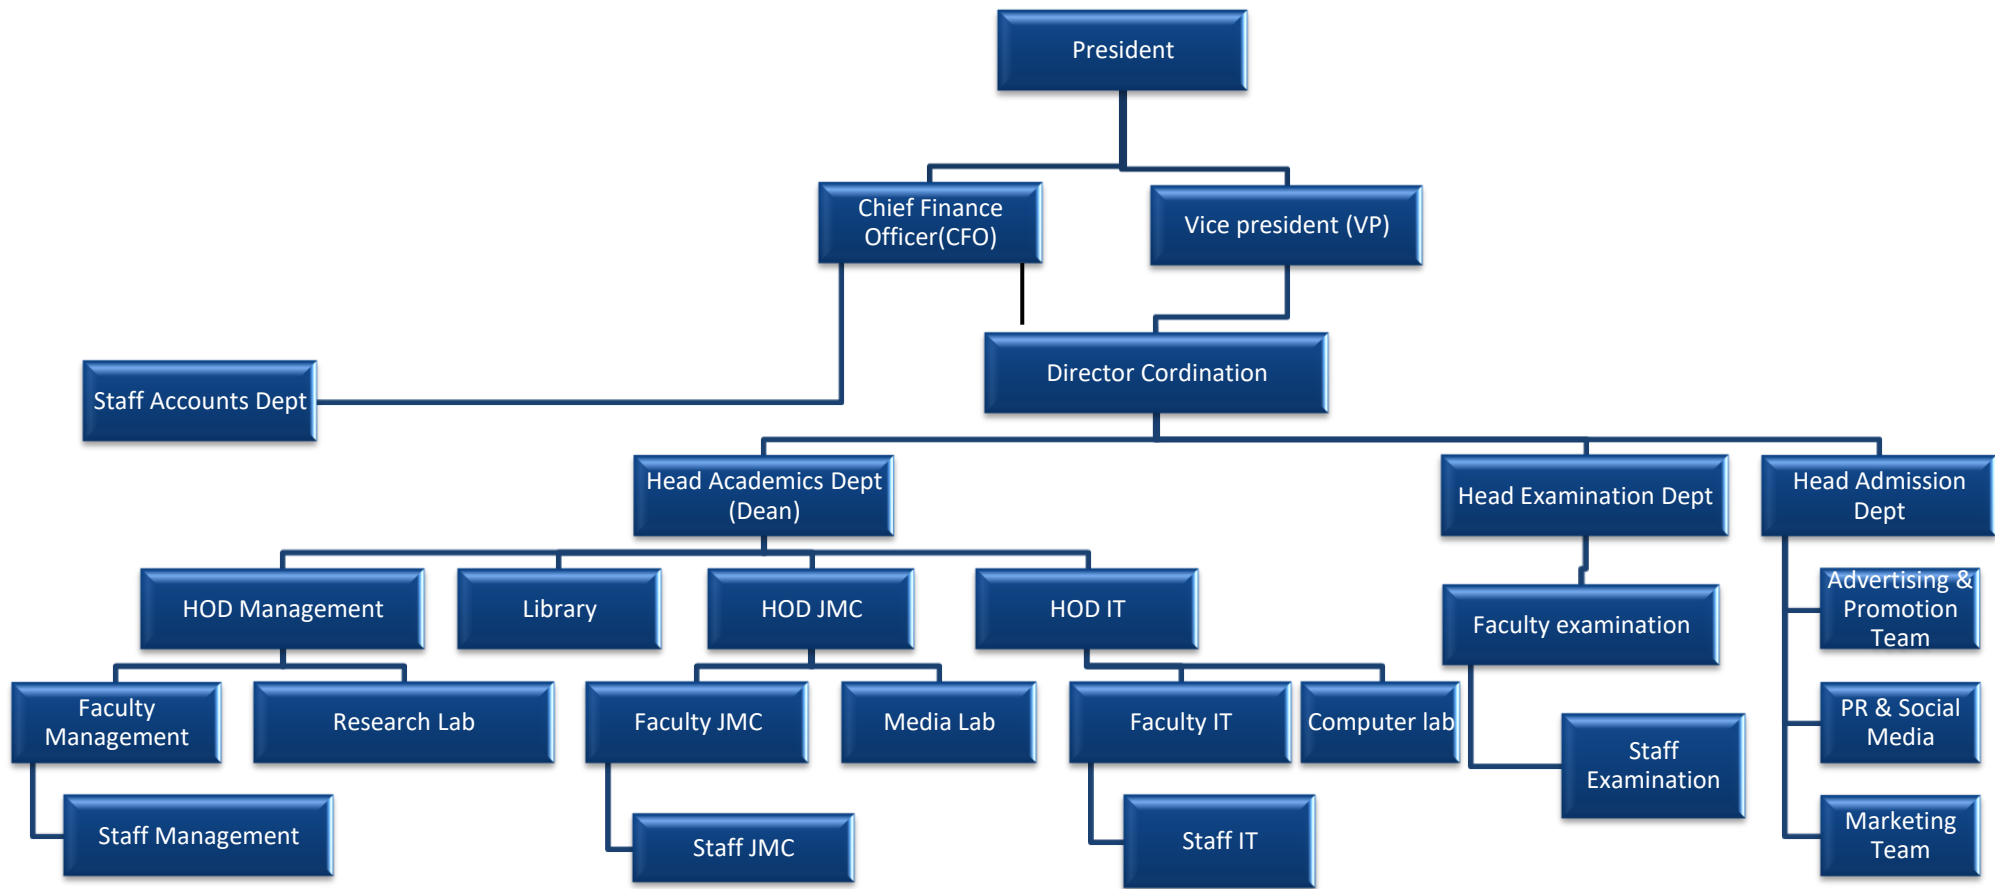 President
Chief Finance
Officer(CFO)
Vice president (VP)
Director Cordination
Staff Accounts Dept
Head Academics Dept
(Dean)
Head Examination Dept
Head Admission
Dept
HOD Management
Library
HOD JMC
HOD IT
Faculty examination
Advertising &
Promotion
Team
Faculty
Management
Research Lab
Faculty JMC
Media Lab
Faculty IT
Computer lab
Staff
Examination
PR & Social
Media
Staff Management
Staff JMC
Staff IT
Marketing
Team